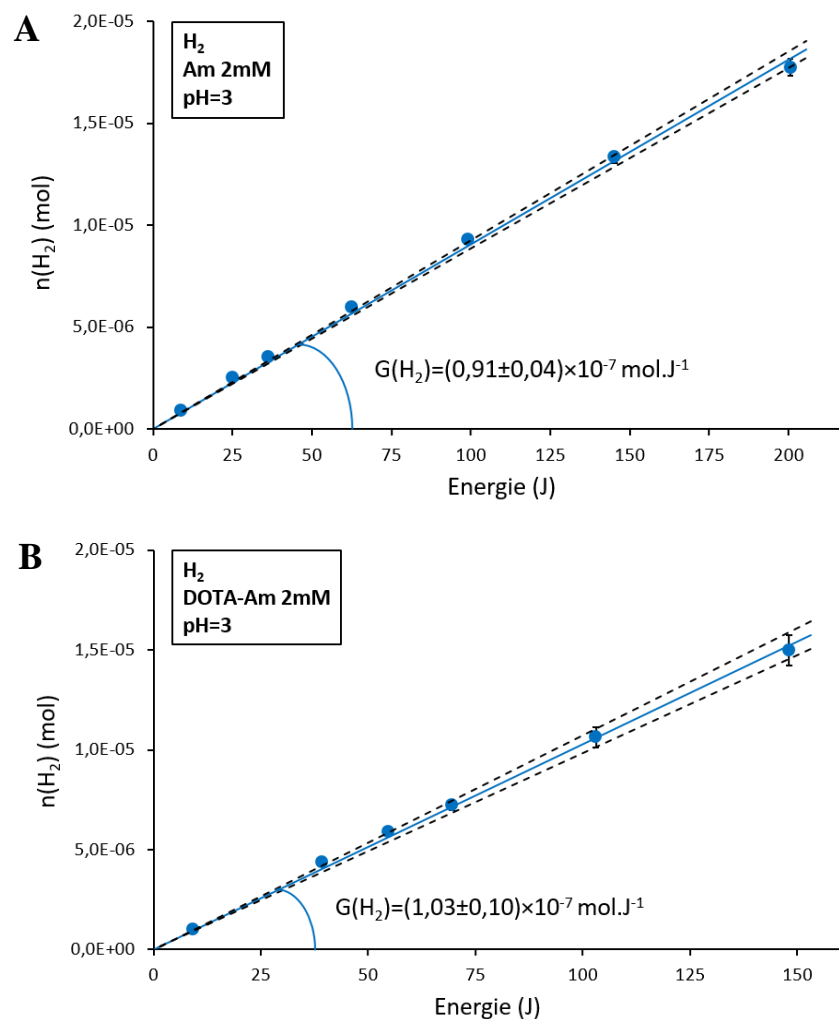 A
H₂
Am 2mM
pH=3
n(H₂) (mol)
2,0E-05
1,5E-05
1,0E-05
5,0E-06
0,0E+00
G(H₂)=(0,91±0,04)×10⁻⁷ mol.J⁻¹
0 25 50 75 100 125 150 175 200
Energie (J)
B
H₂
DOTA-Am 2mM
pH=3
n(H₂) (mol)
2,0E-05
1,5E-05
1,0E-05
5,0E-06
0,0E+00
G(H₂)=(1,03±0,10)×10⁻⁷ mol.J⁻¹
0 25 50 75 100 125 150
Energie (J)